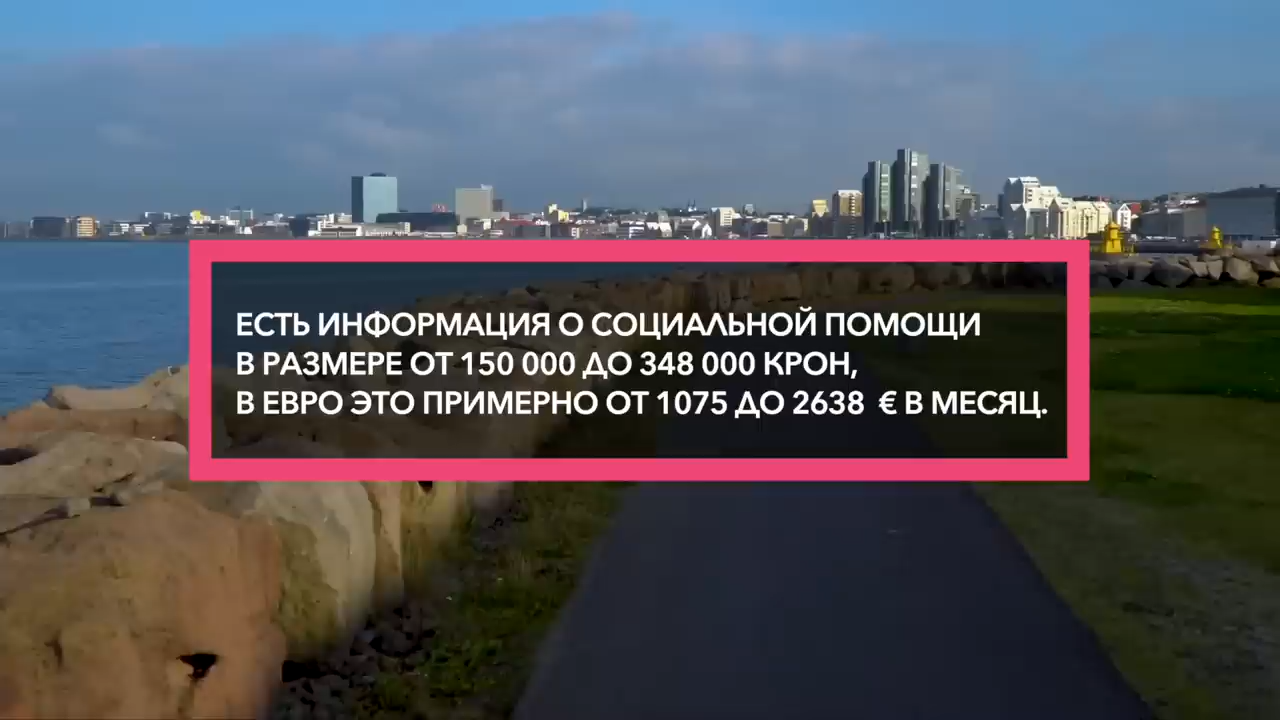 ЕСТЬ ИНФОРМАЦИЯ О СОЦИАЛЬНОЙ ПОМОЩИ
В РАЗМЕРЕ ОТ 150 000 ДО 348 000 КРОН,
В ЕВРО ЭТО ПРИМЕРНО ОТ 1075 ДО 2638 € В МЕСЯЦ.